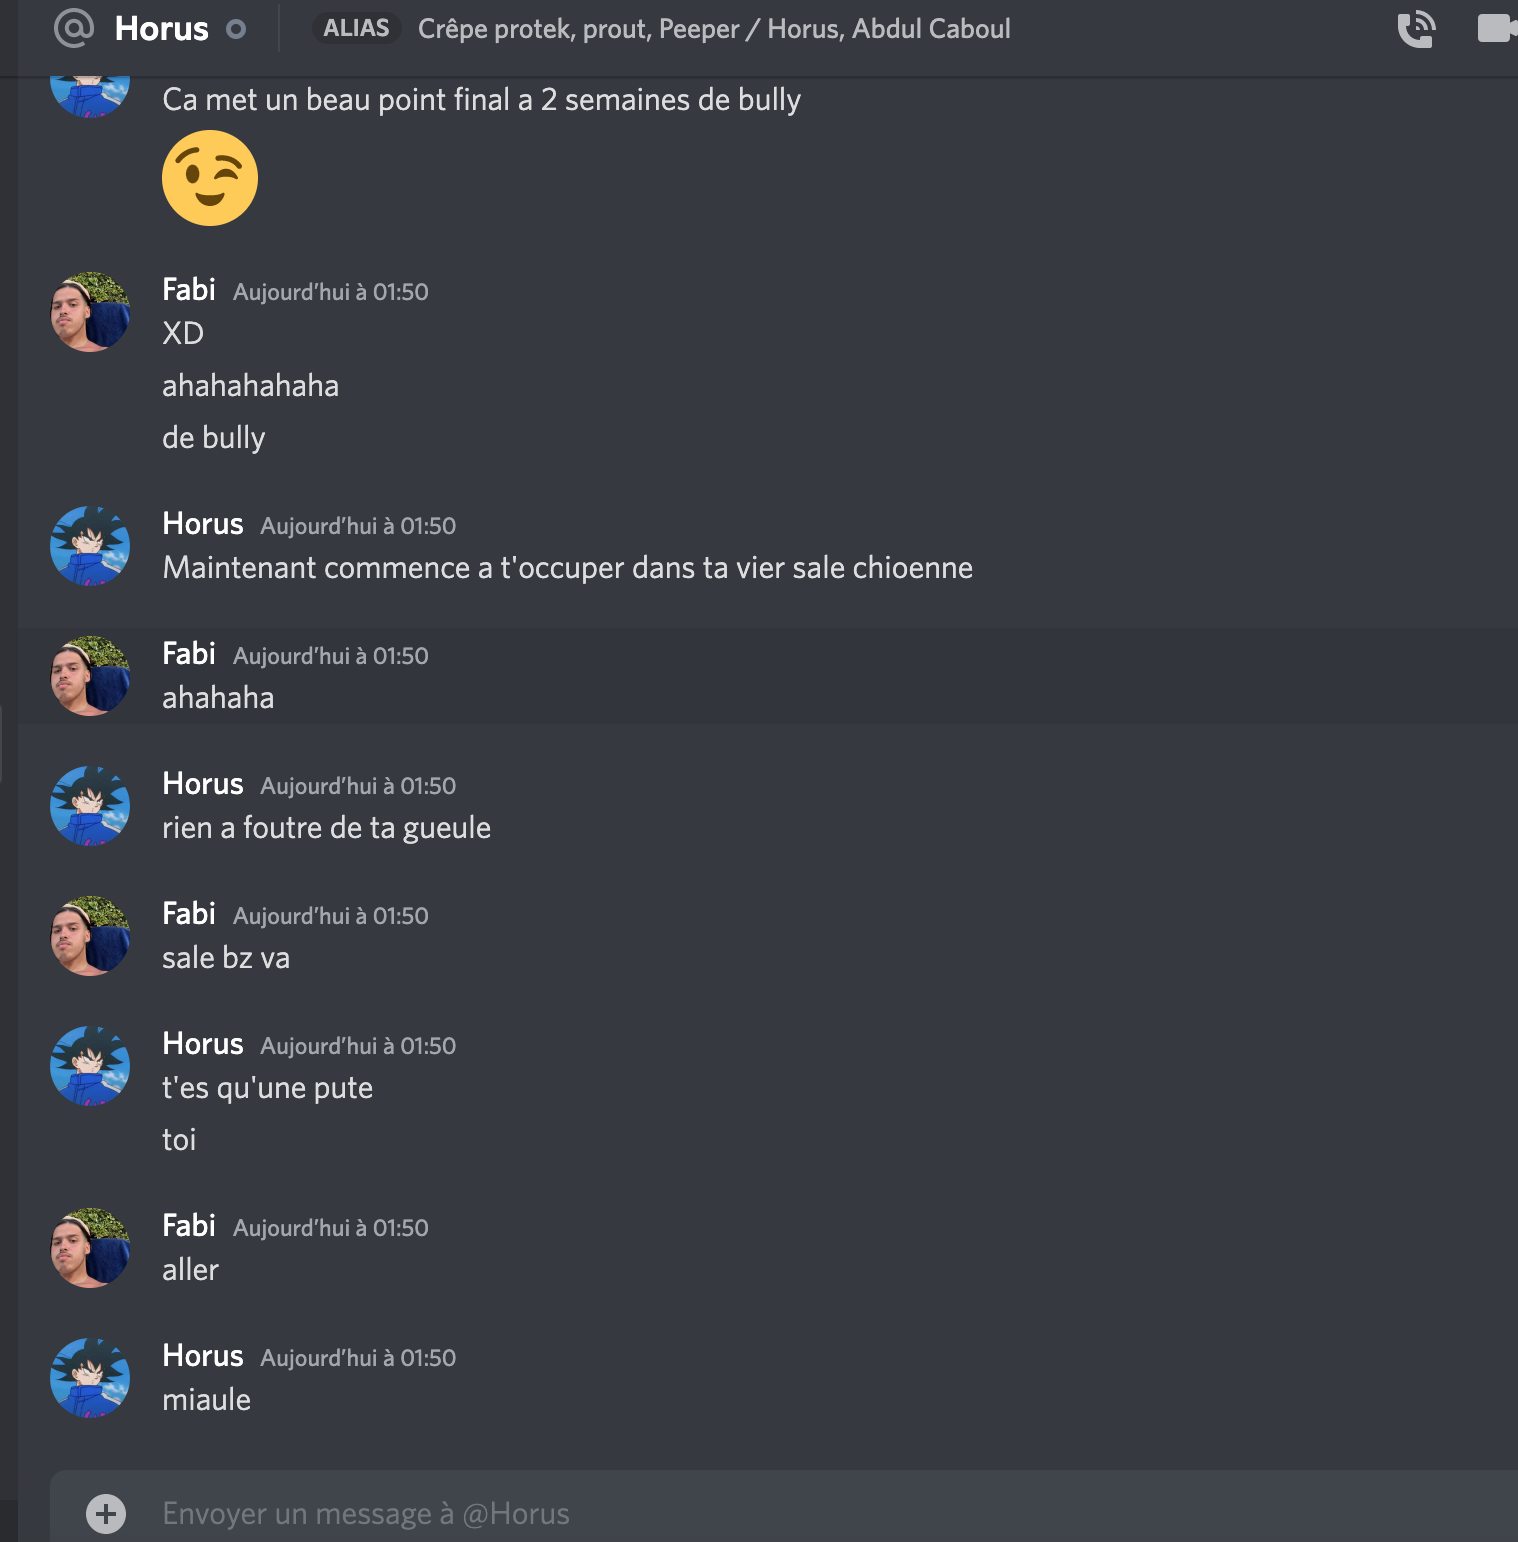 @ Horus ALIAS Crêpe protek, prout, Peeper / Horus, Abdul Caboul
Ca met un beau point final a 2 semaines de bully
Fabi Aujourd'hui à 01:50
XD
ahahahahaha
de bully
Horus Aujourd'hui à 01:50
Maintenant commence a t'occuper dans ta vier sale chioenne
Fabi Aujourd'hui à 01:50
ahahaha
Horus Aujourd'hui à 01:50
rien a foutre de ta gueule
Fabi Aujourd'hui à 01:50
sale bz va
Horus Aujourd'hui à 01:50
t'es qu'une pute
toi
Fabi Aujourd'hui à 01:50
aller
Horus Aujourd'hui à 01:50
miaule
Envoyer un message à @Horus